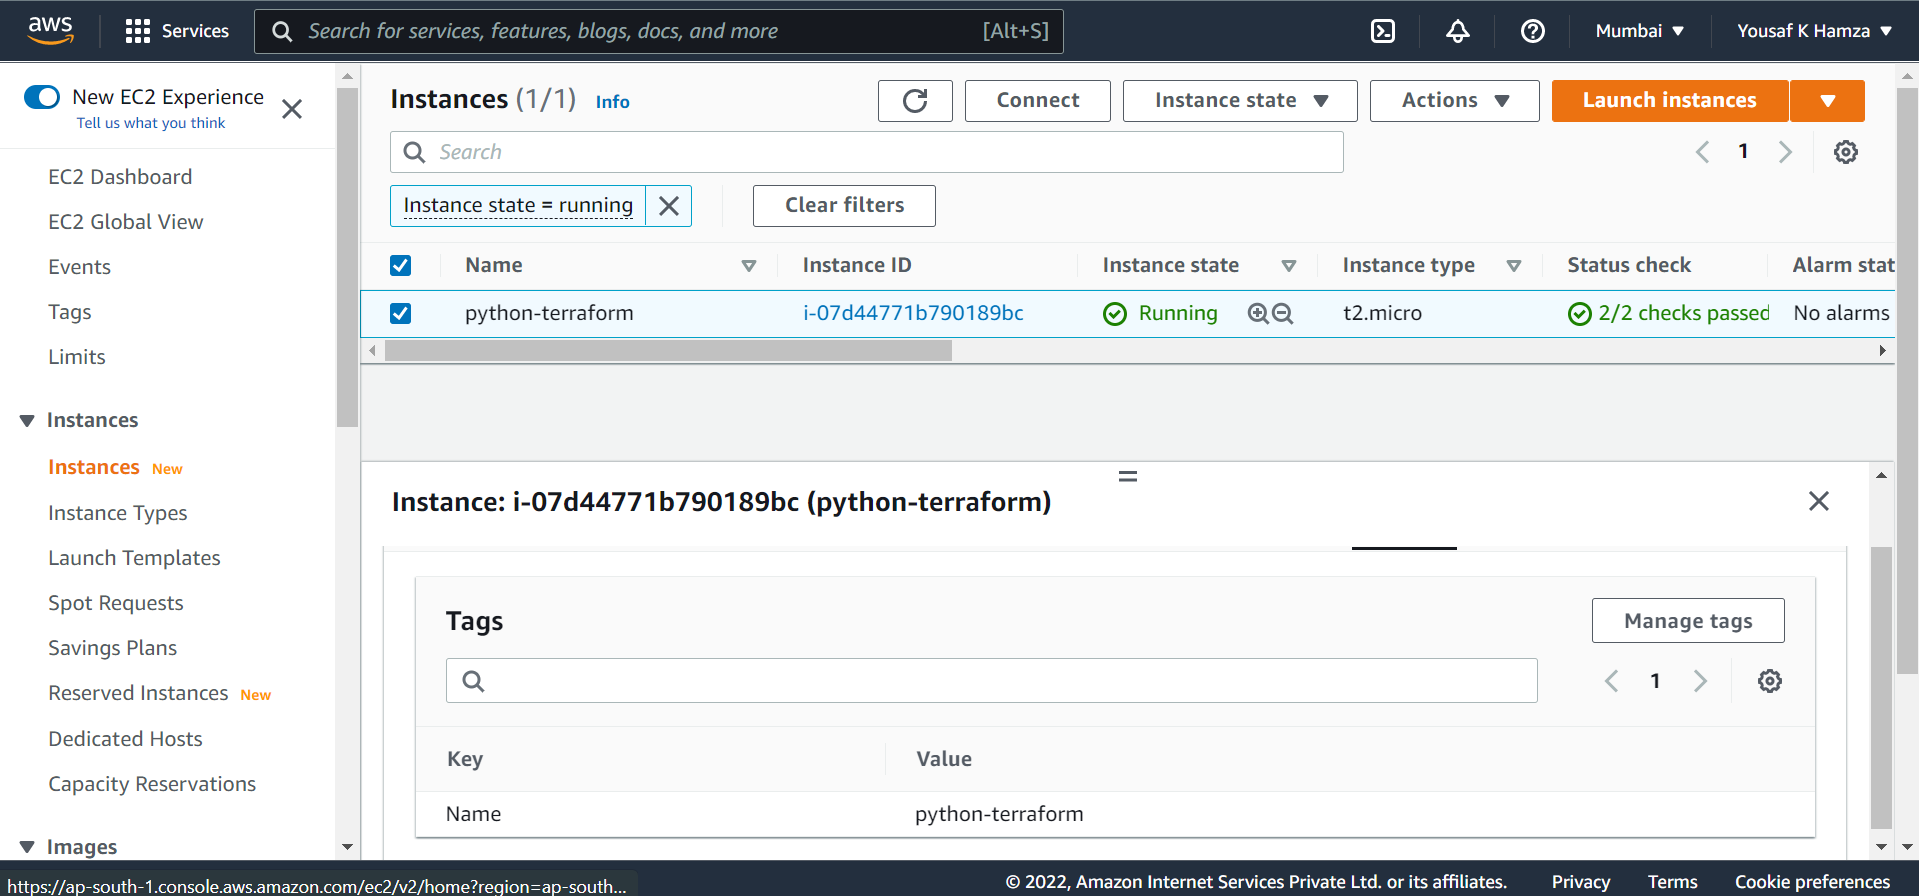 aws
Services
Search for services, features, blogs, docs, and more [Alt+S]
Mumbai
Yousaf K Hamza
New EC2 Experience
Tell us what you think
EC2 Dashboard
EC2 Global View
Events
Tags
Limits
Instances
Instances New
Instance Types
Launch Templates
Spot Requests
Savings Plans
Reserved Instances New
Dedicated Hosts
Capacity Reservations
Images
Instances (1/1) Info
Connect
Instance state
Actions
Launch instances
Search
1
Instance state = running
Clear filters
Name Instance ID Instance state Instance type Status check Alarm stat
python-terraform i-07d44771b790189bc Running t2.micro 2/2 checks passed No alarms
Instance: i-07d44771b790189bc (python-terraform)
Tags
Manage tags
1
Key Value
Name python-terraform
https://ap-south-1.console.aws.amazon.com/ec2/v2/home?region=ap-south...
© 2022, Amazon Internet Services Private Ltd. or its affiliates. Privacy Terms Cookie preferences